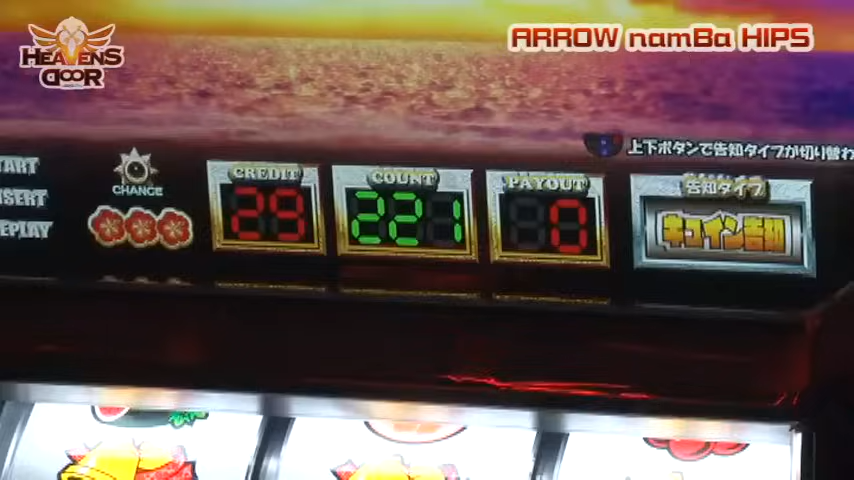 HEAVENS
DOOR
ARROW namBa HIPS
上下ボタンで告知タイプが切り替わ
START
INSERT
REPLAY
CHANCE
CREDIT
29
COUNT
221
PAYOUT
0
告知タイプ
キュイン告知